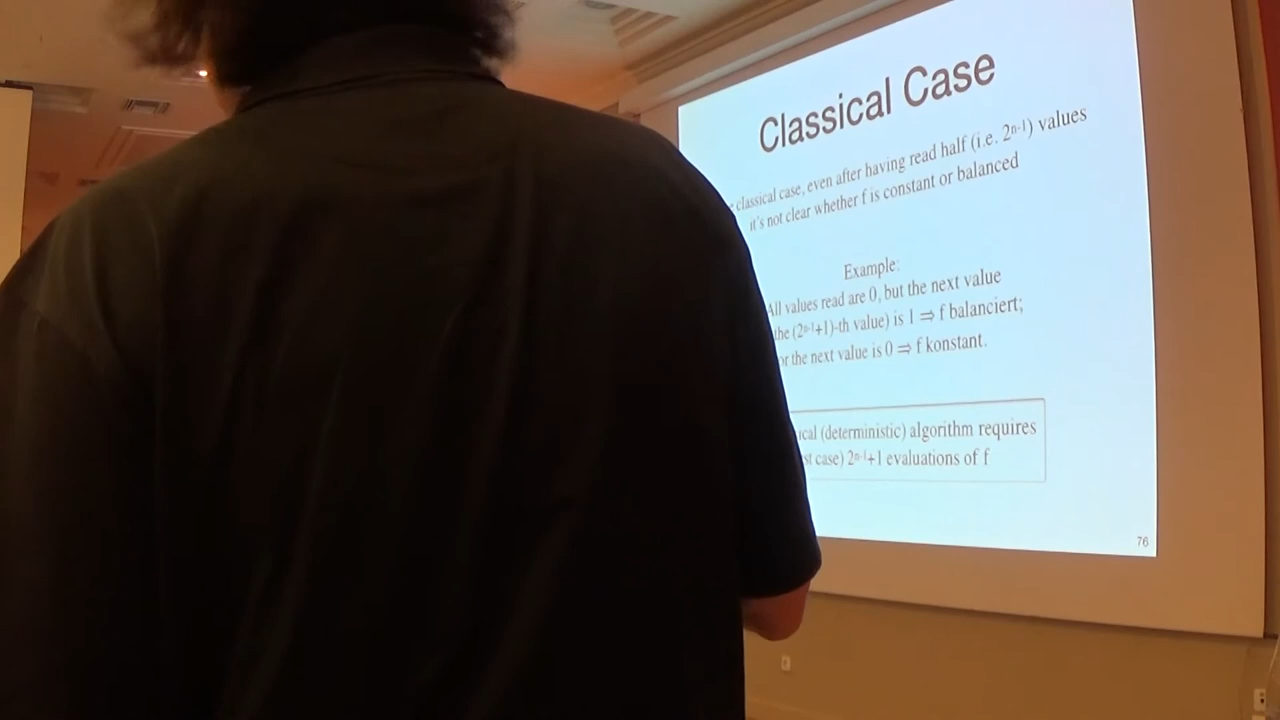 Classical Case
classical case, even after having read half (i.e. 2ⁿ⁻¹) values
it's not clear whether f is constant or balanced
Example:
All values read are 0, but the next value
the (2ⁿ⁻¹+1)-th value) is 1 ⇒ f balanciert;
or the next value is 0 ⇒ f konstant.
(deterministic) algorithm requires
case) 2ⁿ⁻¹+1 evaluations of f
76